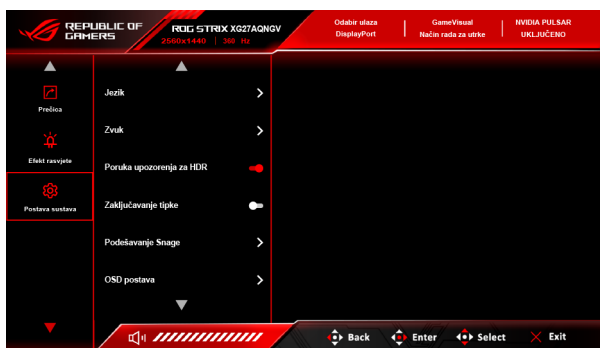 REPUBLIC OF
GAMERS
ROG STRIX XG27AQNGV
2560x1440 | 360 Hz
Odabir ulaza
DisplayPort
GameVisual
Način rada za utrke
NVIDIA PULSAR
UKLJUČENO
Prečica
Efekt rasvjete
Postava sustava
Jezik
Zvuk
Poruka upozorenja za HDR
Zaključavanje tipke
Podešavanje Snage
OSD postava
Back
Enter
Select
Exit